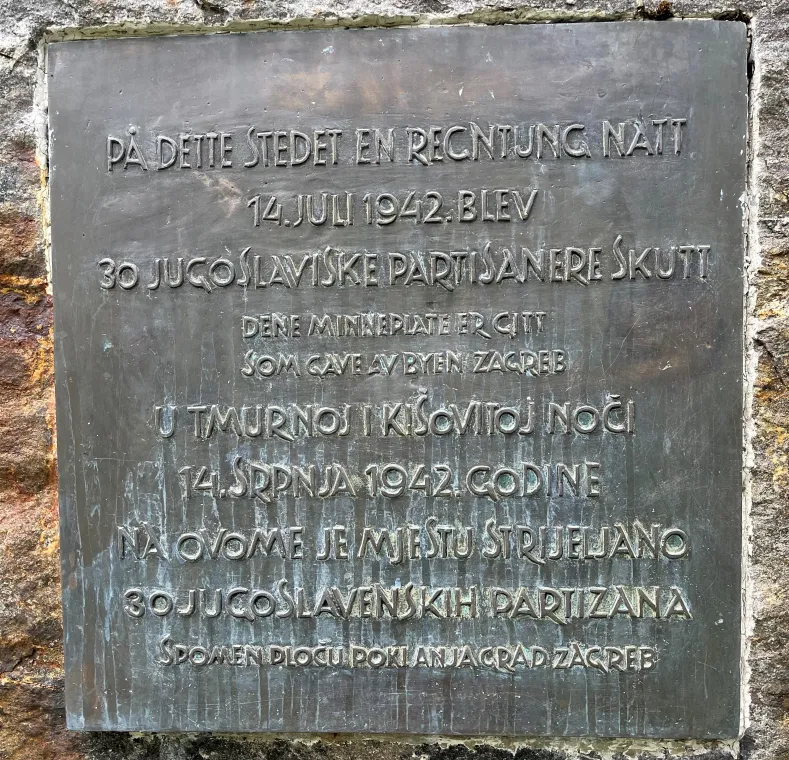 PÅ DETTE STEDET EN REGNTUNG NATT
14. JULI 1942. BLEV
30 JUGOSLAVISKE PARTISANERE SKUTT
DENE MINNEPLATE ER GITT
SOM GAVE AV BYEN ZAGREB
U TMURNOJ I KIŠOVITOJ NOČI
14. SRPNJA 1942. GODINE
NA OVOME JE MJESTU STRIJELJANO
30 JUGOSLAVENSKIH PARTIZANA
SPOMEN PLOČU POKLANJA GRAD ZAGREB